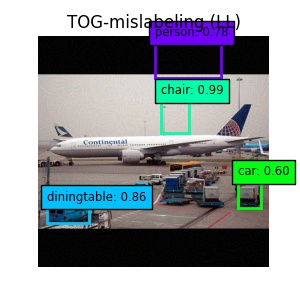 TOG-mislabeling (LL)
person: 0.78
chair: 0.99
Continental
car: 0.60
diningtable: 0.86